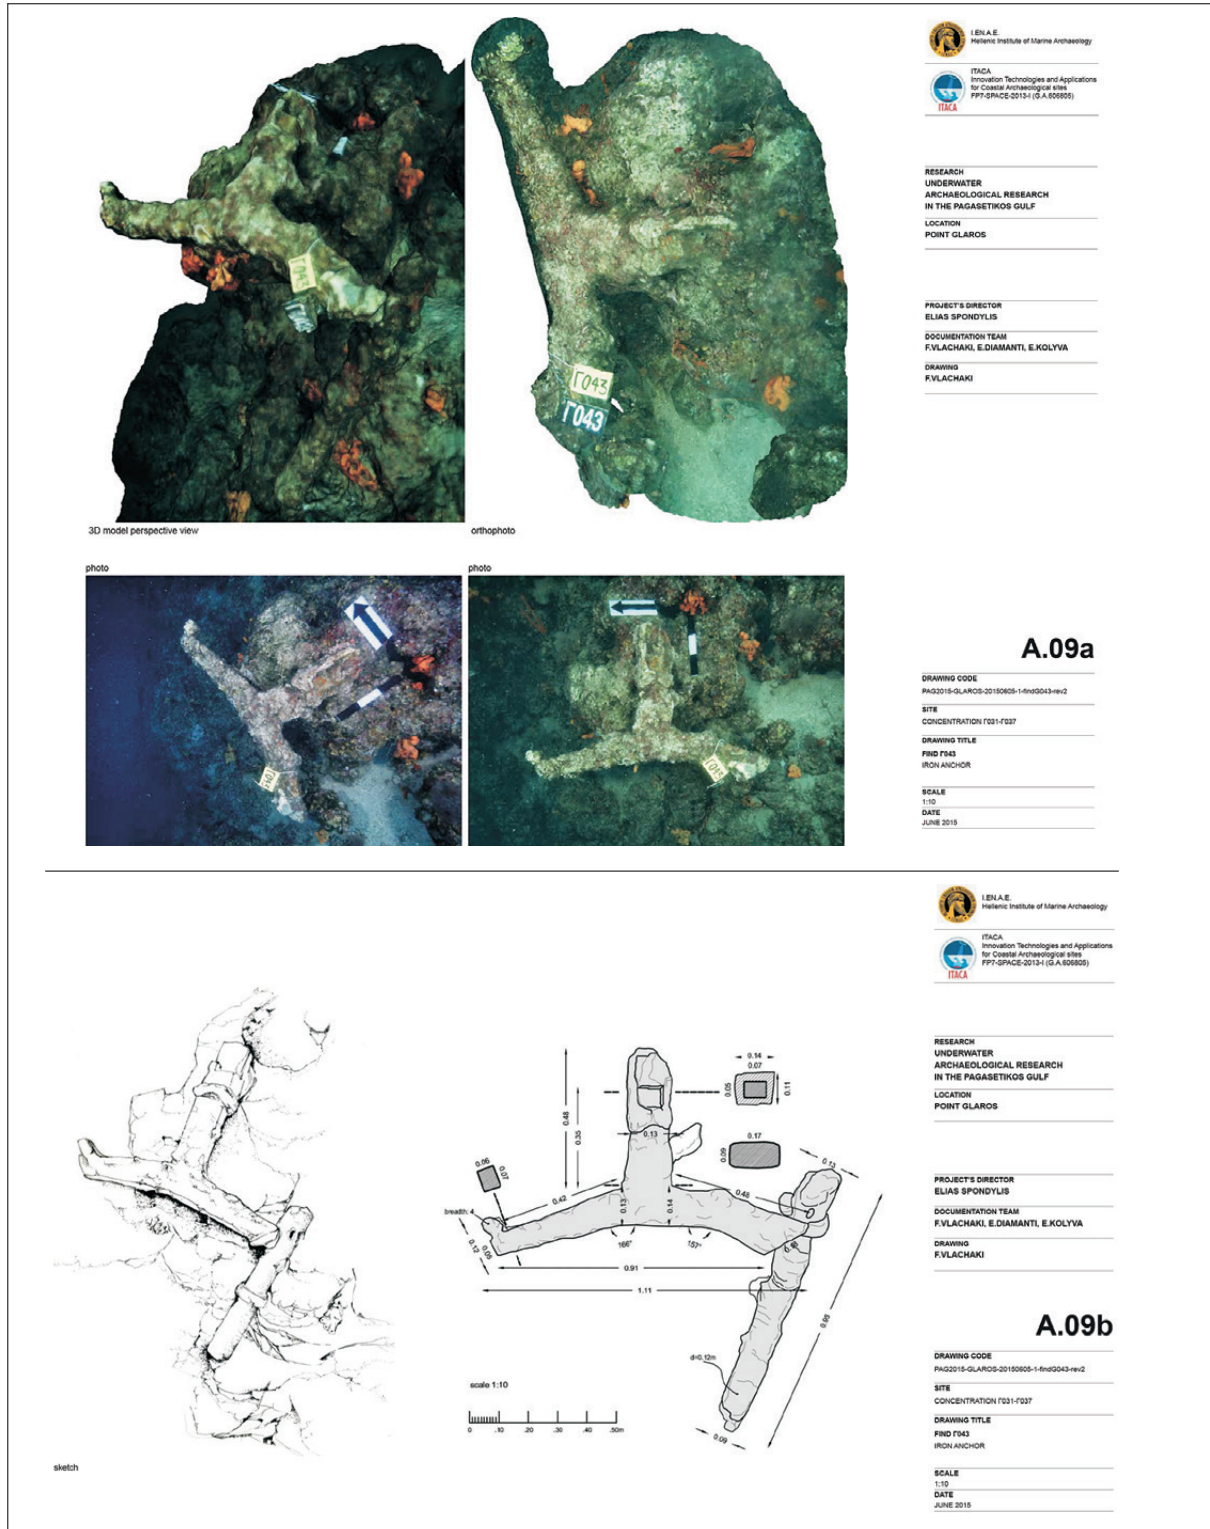 I.EN.A.E.
Hellenic Institute of Marine Archaeology
ITACA
Innovation Technologies and Applications
for Coastal Archaeological sites
FP7-SPACE-2013-I (G.A.606805)
ITACA
RESEARCH
UNDERWATER
ARCHAEOLOGICAL RESEARCH
IN THE PAGASETIKOS GULF
LOCATION
POINT GLAROS
PROJECT'S DIRECTOR
ELIAS SPONDYLIS
DOCUMENTATION TEAM
F.VLACHAKI, E.DIAMANTI, E.KOLYVA
DRAWING
F.VLACHAKI
Γ043
Γ043
Γ043
3D model perspective view
orthophoto
photo
photo
Γ043
Γ043
A.09a
DRAWING CODE
PAG2015-GLAROS-20150605-1-findG043-rev2
SITE
CONCENTRATION Γ031-Γ037
DRAWING TITLE
FIND Γ043
IRON ANCHOR
SCALE
1:10
DATE
JUNE 2015
I.EN.A.E.
Hellenic Institute of Marine Archaeology
ITACA
Innovation Technologies and Applications
for Coastal Archaeological sites
FP7-SPACE-2013-I (G.A.606805)
ITACA
RESEARCH
UNDERWATER
ARCHAEOLOGICAL RESEARCH
IN THE PAGASETIKOS GULF
LOCATION
POINT GLAROS
PROJECT'S DIRECTOR
ELIAS SPONDYLIS
DOCUMENTATION TEAM
F.VLACHAKI, E.DIAMANTI, E.KOLYVA
DRAWING
F.VLACHAKI
0.14
0.07
0.05
0.11
0.48
0.35
0.13
0.17
0.09
0.06
0.07
0.13
0.42
0.48
0.13
0.14
breadth: 4
0.12
0.05
166°
157°
0.91
1.11
0.95
d=0.12m
0.09
scale 1:10
0 .10 .20 .30 .40 .50m
sketch
A.09b
DRAWING CODE
PAG2015-GLAROS-20150605-1-findG043-rev2
SITE
CONCENTRATION Γ031-Γ037
DRAWING TITLE
FIND Γ043
IRON ANCHOR
SCALE
1:10
DATE
JUNE 2015